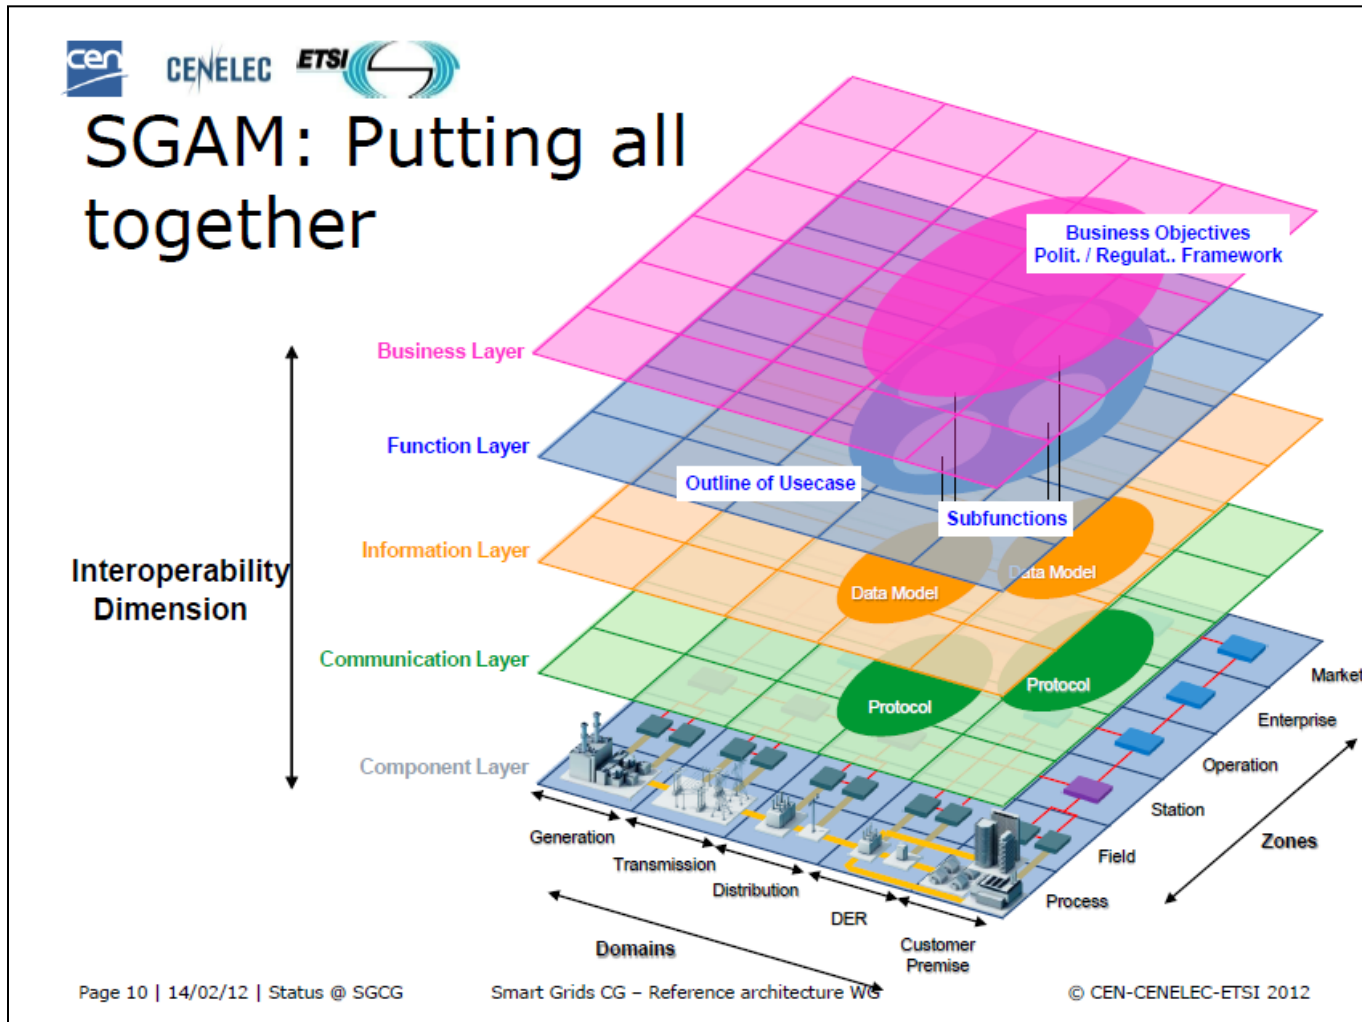 cen
CENELEC
ETSI
SGAM: Putting all
together
Business Objectives
Polit. / Regulat.. Framework
Business Layer
Function Layer
Outline of Usecase
Subfunctions
Information Layer
Data Model
Data Model
Interoperability
Dimension
Communication Layer
Protocol
Protocol
Component Layer
Market
Enterprise
Operation
Station
Field
Process
Zones
Generation
Transmission
Distribution
DER
Customer
Premise
Domains
Page 10 | 14/02/12 | Status @ SGCG
Smart Grids CG – Reference architecture WG
© CEN-CENELEC-ETSI 2012